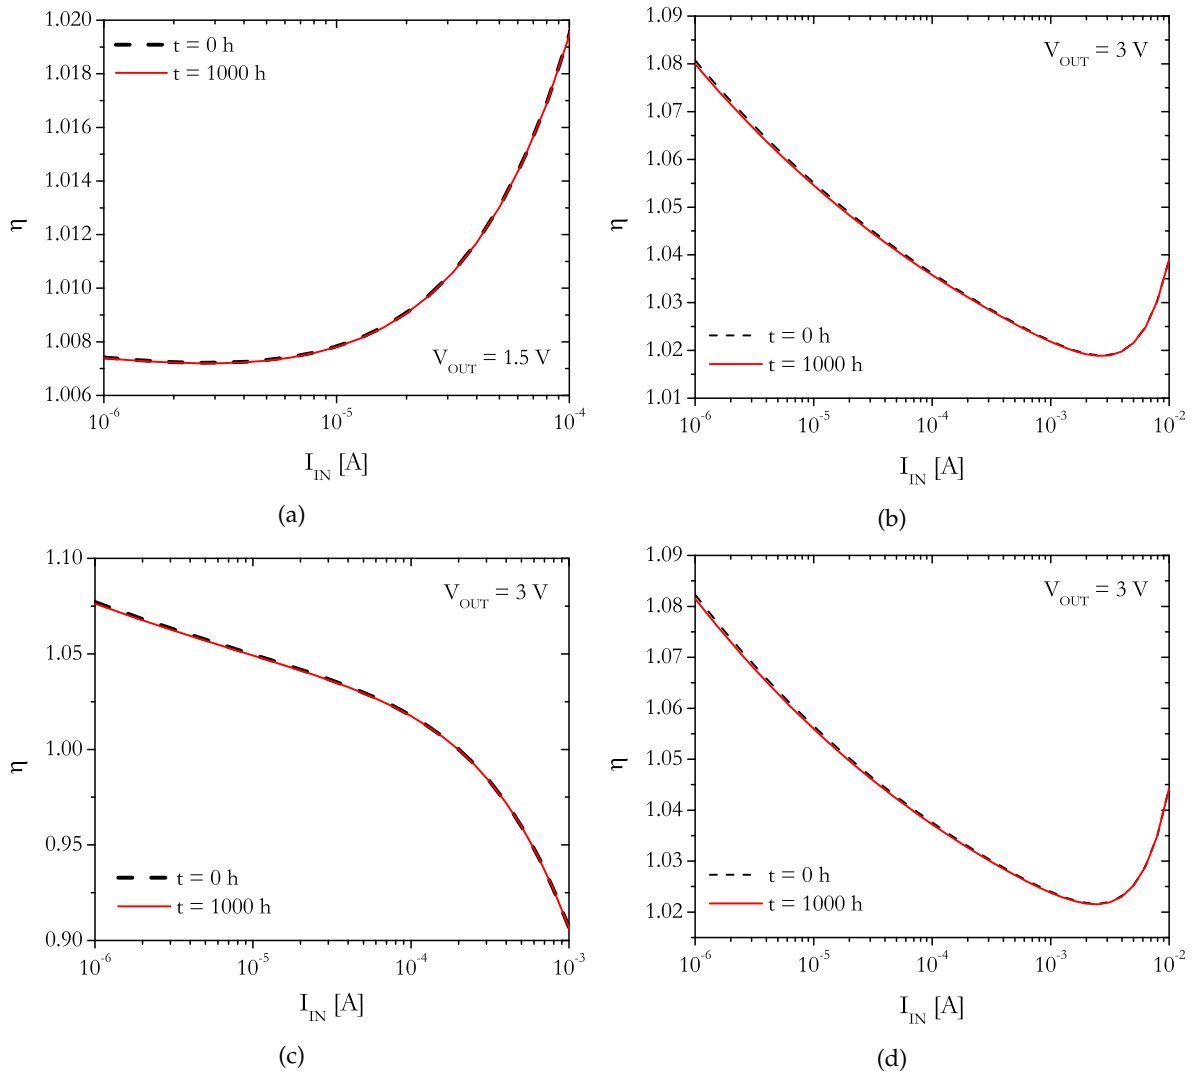 1.020
1.018
1.016
1.014
1.012
1.010
1.008
1.006
η
t = 0 h
t = 1000 h
V_OUT = 1.5 V
10^-6 10^-5 10^-4
I_IN [A]
(a)
1.09
1.08
1.07
1.06
1.05
1.04
1.03
1.02
1.01
η
V_OUT = 3 V
t = 0 h
t = 1000 h
10^-6 10^-5 10^-4 10^-3 10^-2
I_IN [A]
(b)
1.10
1.05
1.00
0.95
0.90
η
V_OUT = 3 V
t = 0 h
t = 1000 h
10^-6 10^-5 10^-4 10^-3
I_IN [A]
(c)
1.09
1.08
1.07
1.06
1.05
1.04
1.03
1.02
η
V_OUT = 3 V
t = 0 h
t = 1000 h
10^-6 10^-5 10^-4 10^-3 10^-2
I_IN [A]
(d)